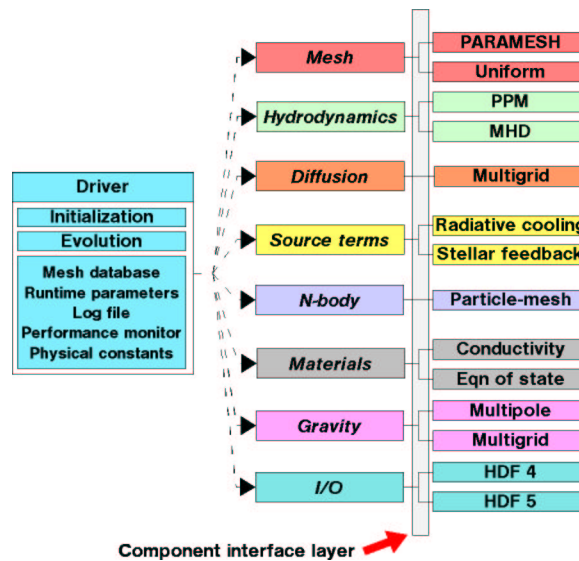 Driver
Initialization
Evolution
Mesh database
Runtime parameters
Log file
Performance monitor
Physical constants
Mesh
Hydrodynamics
Diffusion
Source terms
N-body
Materials
Gravity
I/O
PARAMESH
Uniform
PPM
MHD
Multigrid
Radiative cooling
Stellar feedback
Particle-mesh
Conductivity
Eqn of state
Multipole
Multigrid
HDF 4
HDF 5
Component interface layer